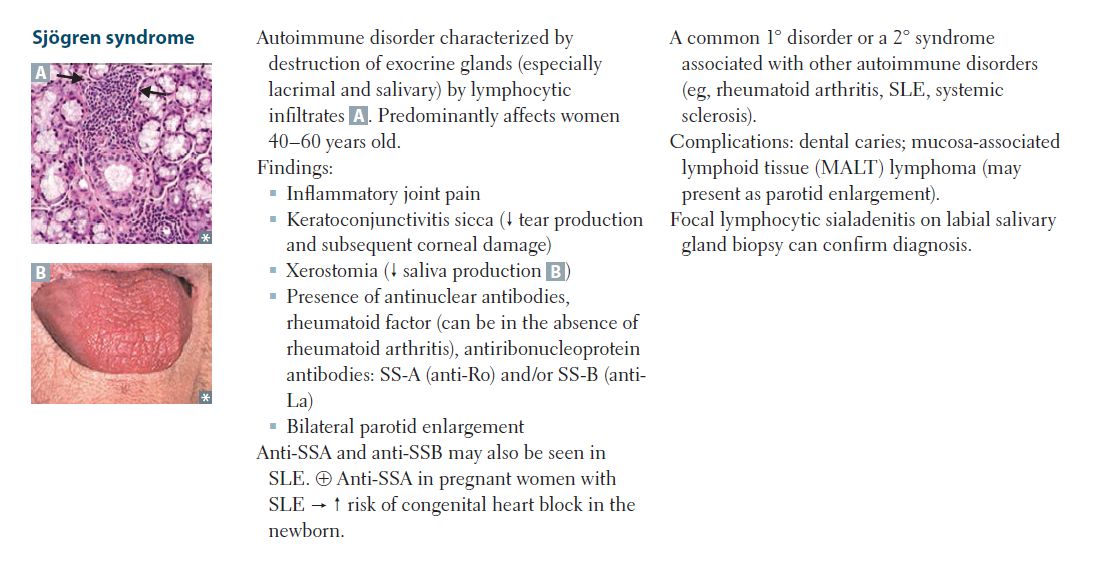 Sjögren syndrome
A
*
B
*
Autoimmune disorder characterized by
destruction of exocrine glands (especially
lacrimal and salivary) by lymphocytic
infiltrates A. Predominantly affects women
40–60 years old.
Findings:
▪ Inflammatory joint pain
▪ Keratoconjunctivitis sicca (↓ tear production
and subsequent corneal damage)
▪ Xerostomia (↓ saliva production B)
▪ Presence of antinuclear antibodies,
rheumatoid factor (can be in the absence of
rheumatoid arthritis), antiribonucleoprotein
antibodies: SS-A (anti-Ro) and/or SS-B (anti-
La)
▪ Bilateral parotid enlargement
Anti-SSA and anti-SSB may also be seen in
SLE. ⊕ Anti-SSA in pregnant women with
SLE → ↑ risk of congenital heart block in the
newborn.
A common 1° disorder or a 2° syndrome
associated with other autoimmune disorders
(eg, rheumatoid arthritis, SLE, systemic
sclerosis).
Complications: dental caries; mucosa-associated
lymphoid tissue (MALT) lymphoma (may
present as parotid enlargement).
Focal lymphocytic sialadenitis on labial salivary
gland biopsy can confirm diagnosis.